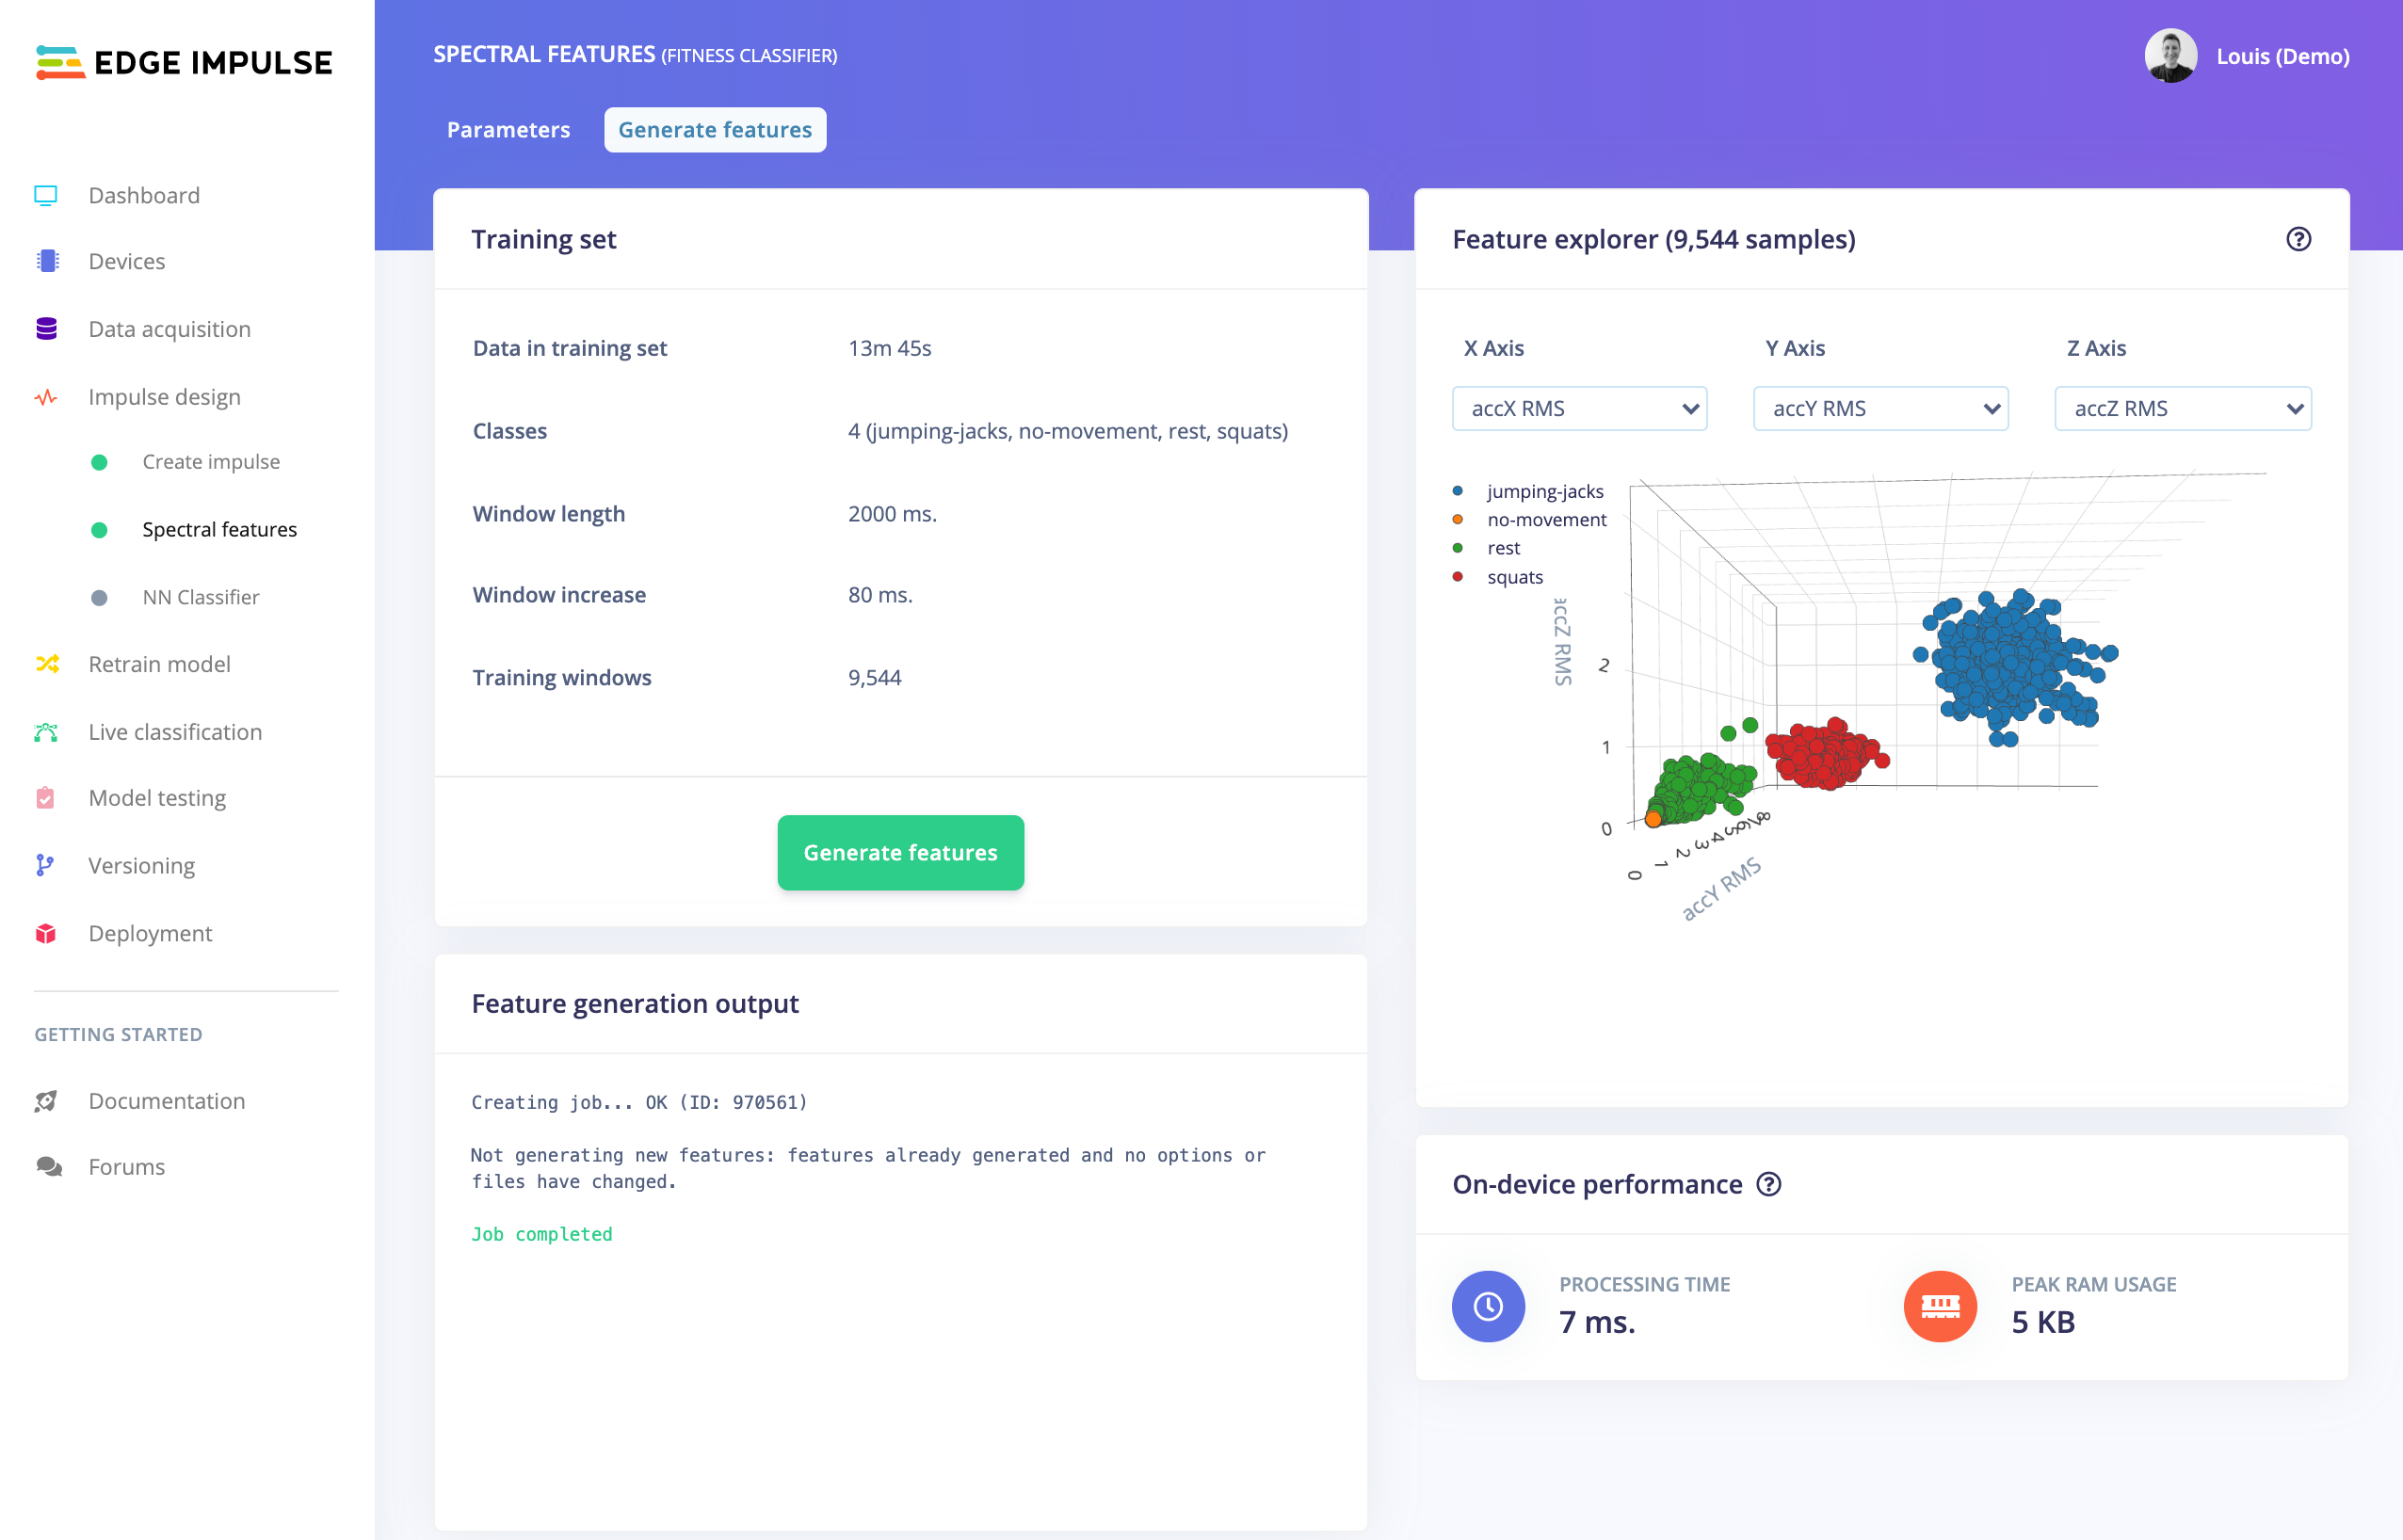 EDGE IMPULSE
Dashboard
Devices
Data acquisition
Impulse design
Create impulse
Spectral features
NN Classifier
Retrain model
Live classification
Model testing
Versioning
Deployment
GETTING STARTED
Documentation
Forums
SPECTRAL FEATURES (FITNESS CLASSIFIER)
Louis (Demo)
Parameters
Generate features
Training set
Data in training set 13m 45s
Classes 4 (jumping-jacks, no-movement, rest, squats)
Window length 2000 ms.
Window increase 80 ms.
Training windows 9,544
Generate features
Feature generation output
Creating job... OK (ID: 970561)
Not generating new features: features already generated and no options or
files have changed.
Job completed
Feature explorer (9,544 samples)
X Axis Y Axis Z Axis
accX RMS accY RMS accZ RMS
jumping-jacks
no-movement
rest
squats
accZ RMS
2
1
0
0 1 2 3 4 5 6 7 8
accY RMS
On-device performance
PROCESSING TIME
7 ms.
PEAK RAM USAGE
5 KB